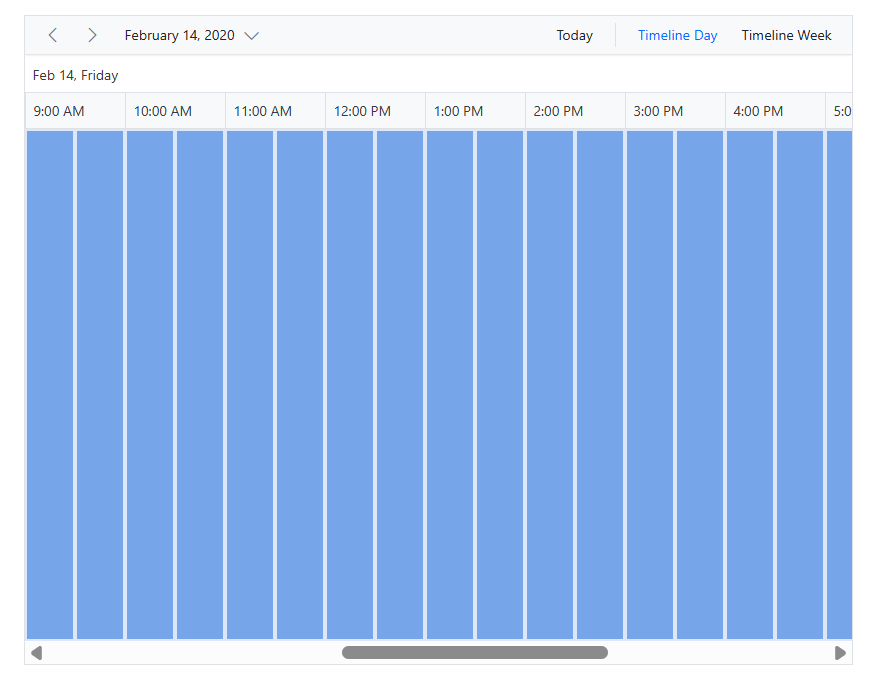 February 14, 2020 Today Timeline Day Timeline Week
Feb 14, Friday
9:00 AM 10:00 AM 11:00 AM 12:00 PM 1:00 PM 2:00 PM 3:00 PM 4:00 PM 5:0